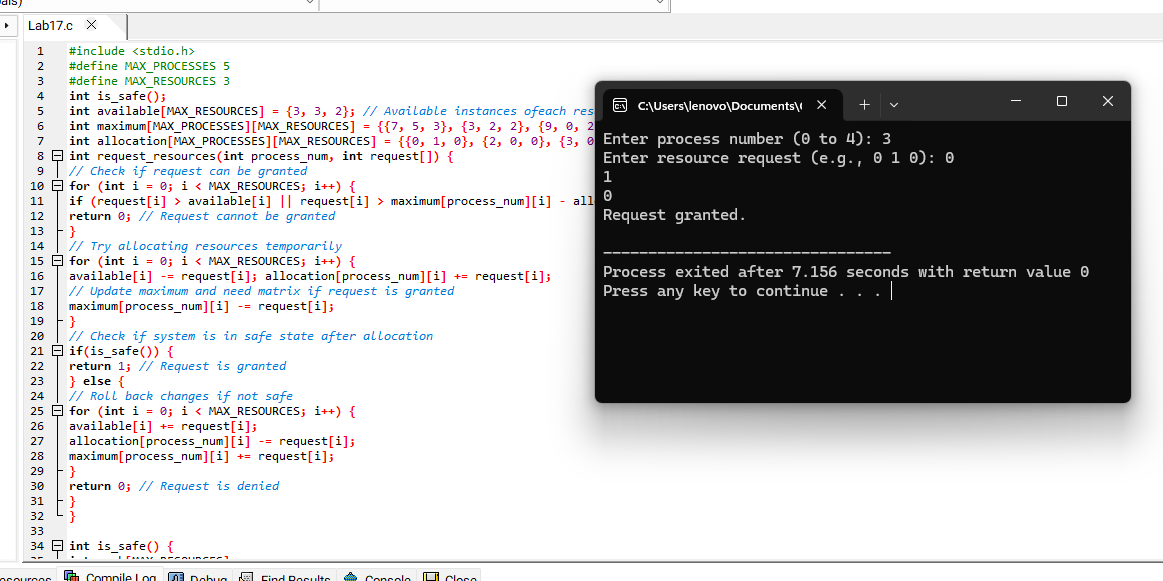 als)
Lab17.c
1 #include <stdio.h>
2 #define MAX_PROCESSES 5
3 #define MAX_RESOURCES 3
4 int is_safe();
5 int available[MAX_RESOURCES] = {3, 3, 2}; // Available instances ofeach res
6 int maximum[MAX_PROCESSES][MAX_RESOURCES] = {{7, 5, 3}, {3, 2, 2}, {9, 0, 2
7 int allocation[MAX_PROCESSES][MAX_RESOURCES] = {{0, 1, 0}, {2, 0, 0}, {3, 0
8 int request_resources(int process_num, int request[]) {
9 // Check if request can be granted
10 for (int i = 0; i < MAX_RESOURCES; i++) {
11 if (request[i] > available[i] || request[i] > maximum[process_num][i] - all
12 return 0; // Request cannot be granted
13 }
14 // Try allocating resources temporarily
15 for (int i = 0; i < MAX_RESOURCES; i++) {
16 available[i] -= request[i]; allocation[process_num][i] += request[i];
17 // Update maximum and need matrix if request is granted
18 maximum[process_num][i] -= request[i];
19 }
20 // Check if system is in safe state after allocation
21 if(is_safe()) {
22 return 1; // Request is granted
23 } else {
24 // Roll back changes if not safe
25 for (int i = 0; i < MAX_RESOURCES; i++) {
26 available[i] += request[i];
27 allocation[process_num][i] -= request[i];
28 maximum[process_num][i] += request[i];
29 }
30 return 0; // Request is denied
31 }
32 }
33
34 int is_safe() {
C:\Users\lenovo\Documents\
Enter process number (0 to 4): 3
Enter resource request (e.g., 0 1 0): 0
1
0
Request granted.
--------------------------------
Process exited after 7.156 seconds with return value 0
Press any key to continue . . .
esources Compile Log Debug Find Results Console Close